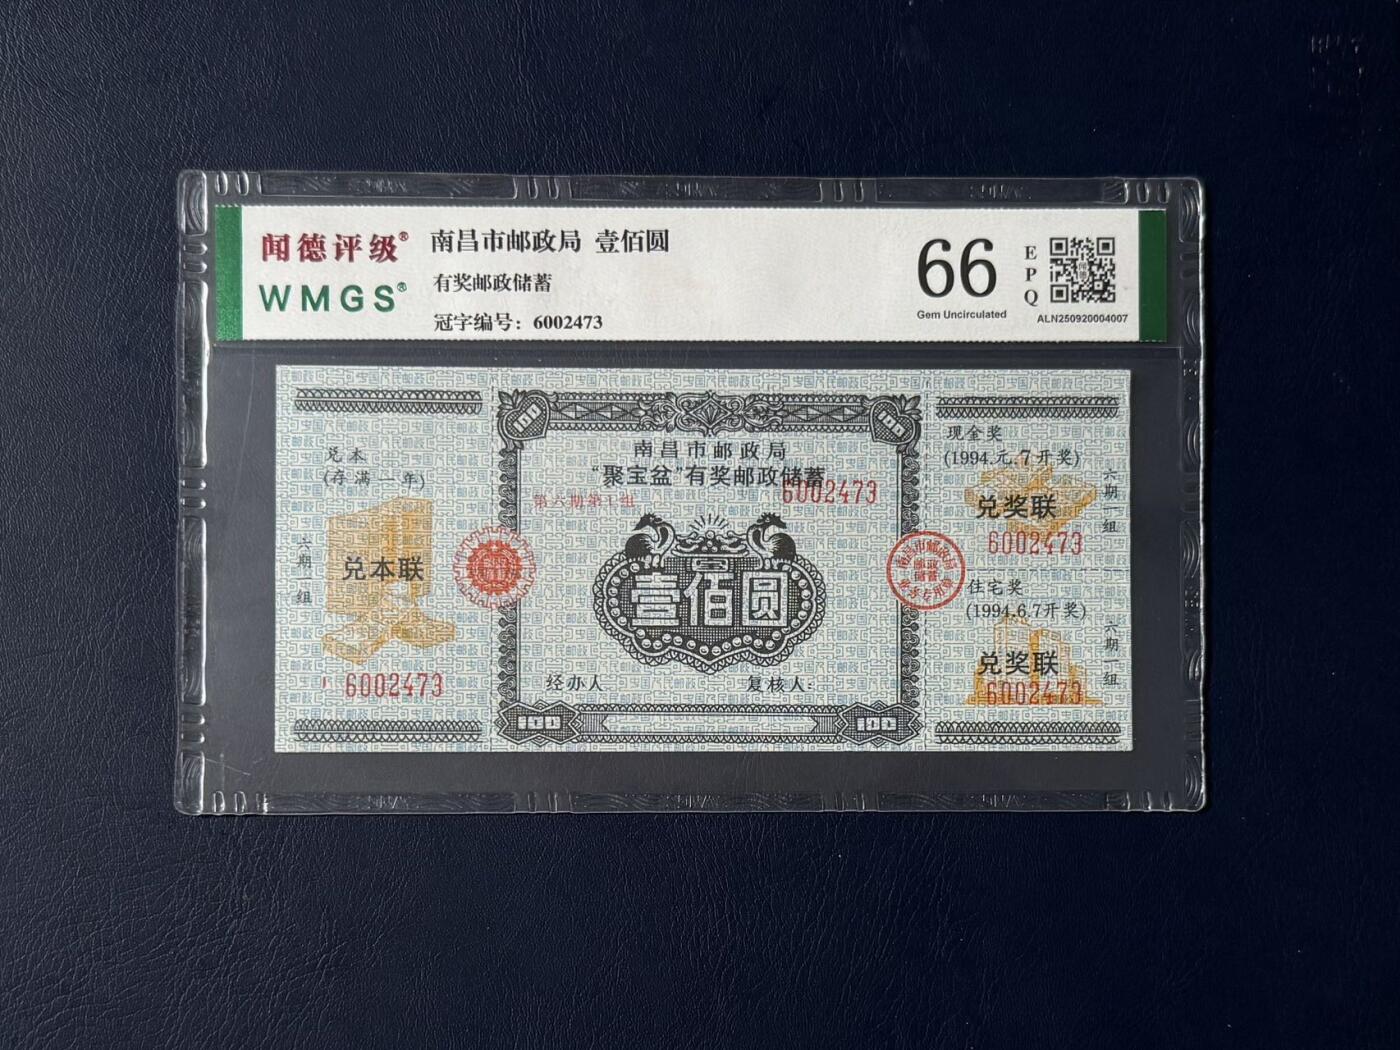 闻德评级®
WMGS®
南昌市邮政局 壹佰圆
有奖邮政储蓄
冠字编号：6002473
66
Gem Uncirculated
EPQ
ALN250920004007
兑本
(存满一年)
六期一组
兑本联
6002473
南昌市邮政局
“聚宝盆”有奖邮政储蓄
6002473
壹佰圆
经办人
复核人:
100
100
现金奖
(1994.元.7开奖)
兑奖联
6002473
六期一组
住宅奖
(1994.6.7开奖)
兑奖联
6002473
六期一组